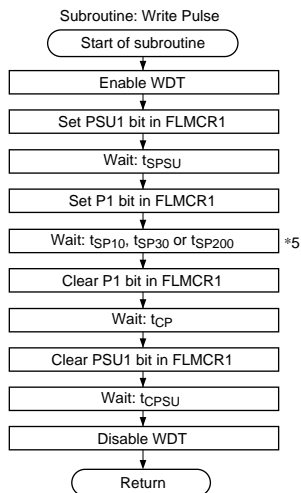 Subroutine: Write Pulse
Start of subroutine
Enable WDT
Set PSU1 bit in FLMCR1
Wait: tSPSU
Set P1 bit in FLMCR1
Wait: tSP10, tSP30 or tSP200 *5
Clear P1 bit in FLMCR1
Wait: tCP
Clear PSU1 bit in FLMCR1
Wait: tCPSU
Disable WDT
Return